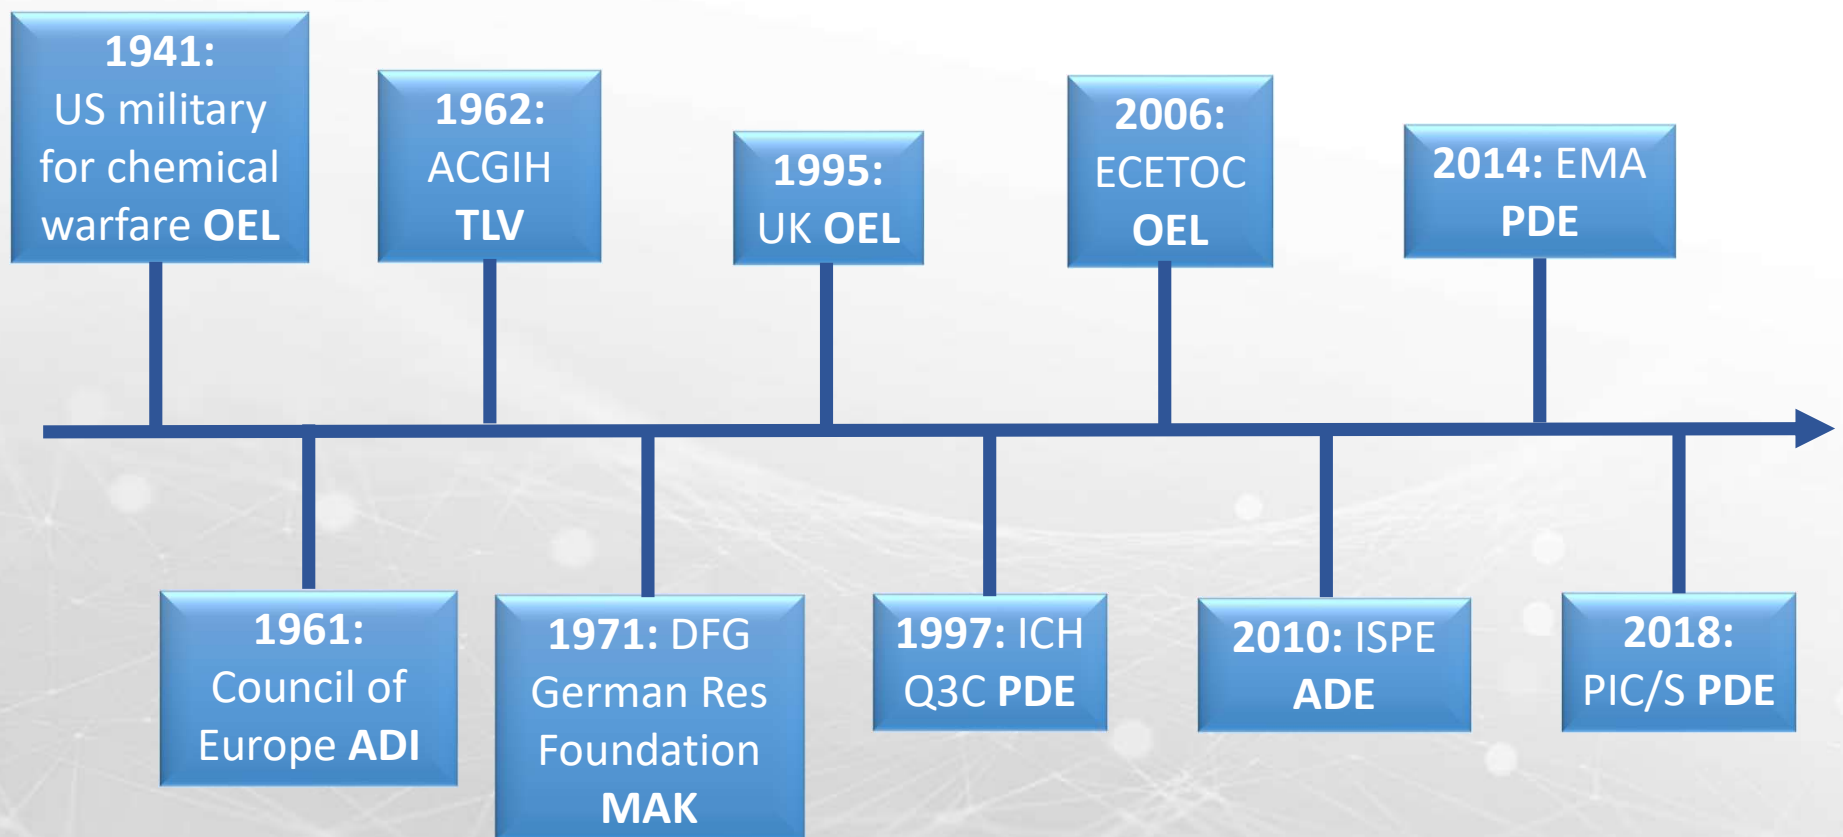 1941:
US military
for chemical
warfare OEL
1961:
Council of
Europe ADI
1962:
ACGIH
TLV
1971: DFG
German Res
Foundation
MAK
1995:
UK OEL
1997: ICH
Q3C PDE
2006:
ECETOC
OEL
2010: ISPE
ADE
2014: EMA
PDE
2018:
PIC/S PDE